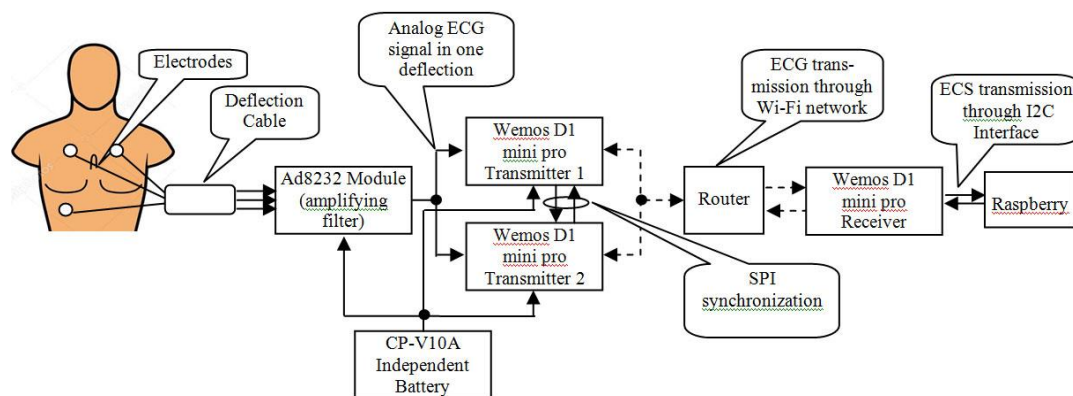 Electrodes
Deflection
Cable
Analog ECG
signal in one
deflection
Ad8232 Module
(amplifying
filter)
Wemos D1
mini pro
Transmitter 1
Wemos D1
mini pro
Transmitter 2
CP-V10A
Independent
Battery
SPI
synchronization
ECG trans-
mission through
Wi-Fi network
Router
Wemos D1
mini pro
Receiver
ECS transmission
through I2C
Interface
Raspberry